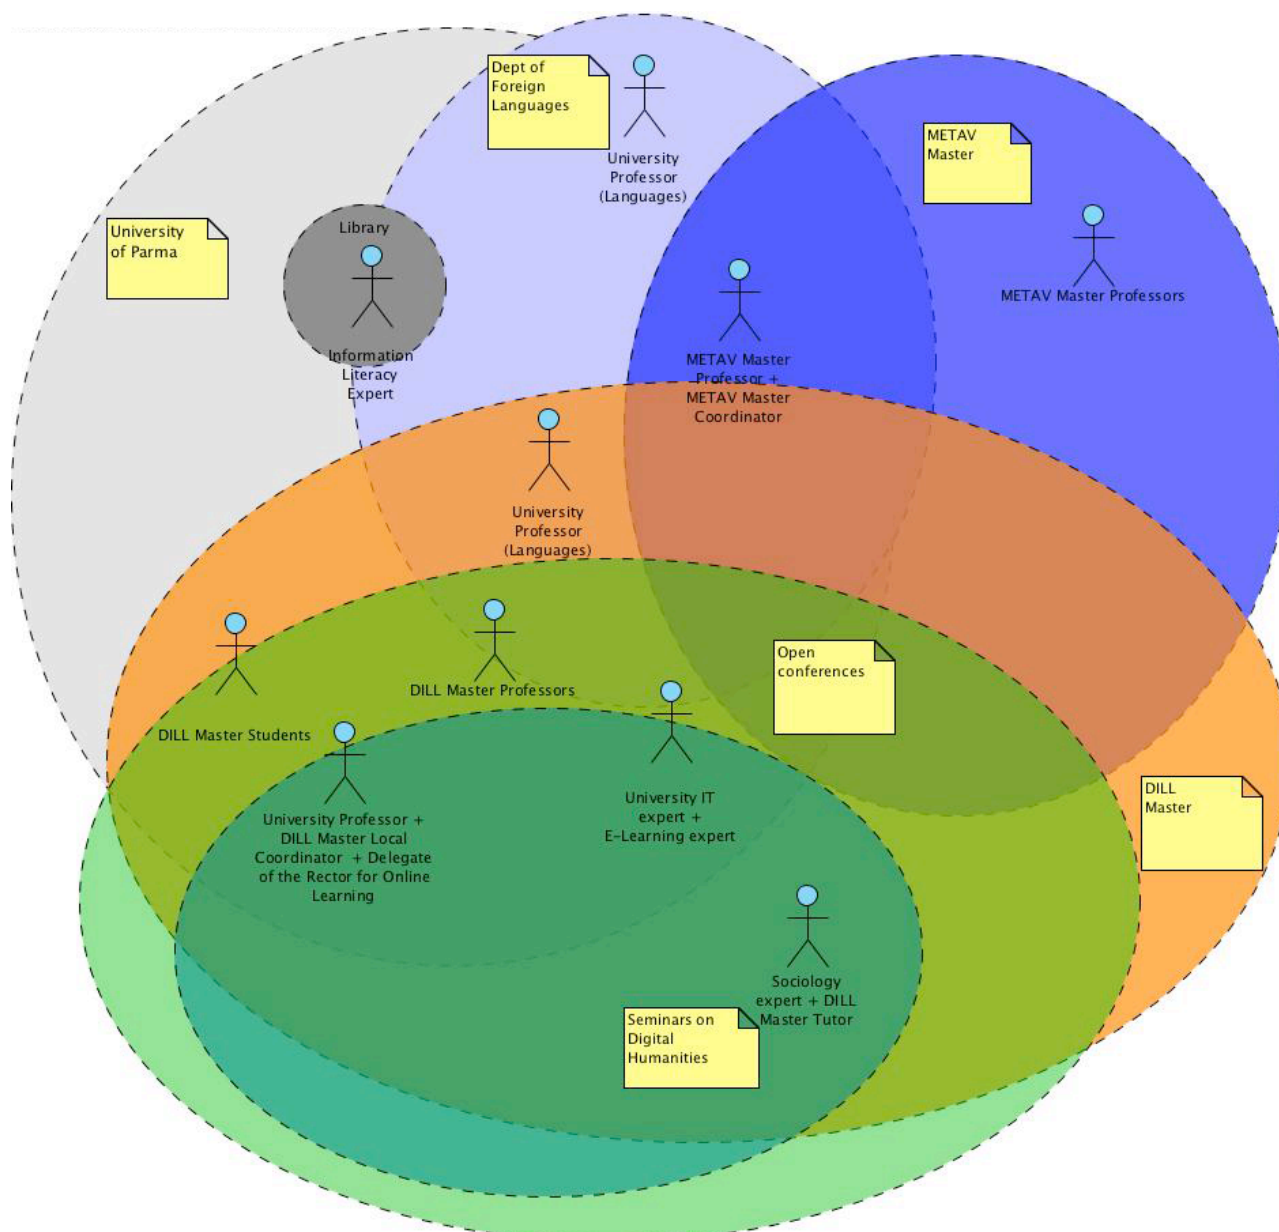 Dept of
Foreign
Languages
University
Professor
(Languages)
METAV
Master
University
of Parma
Library
Information
Literacy
Expert
METAV Master
Professor +
METAV Master
Coordinator
METAV Master Professors
University
Professor
(Languages)
DILL Master Students
DILL Master Professors
Open
conferences
University Professor +
DILL Master Local
Coordinator + Delegate
of the Rector for Online
Learning
University IT
expert +
E-Learning expert
DILL
Master
Sociology
expert + DILL
Master Tutor
Seminars on
Digital
Humanities